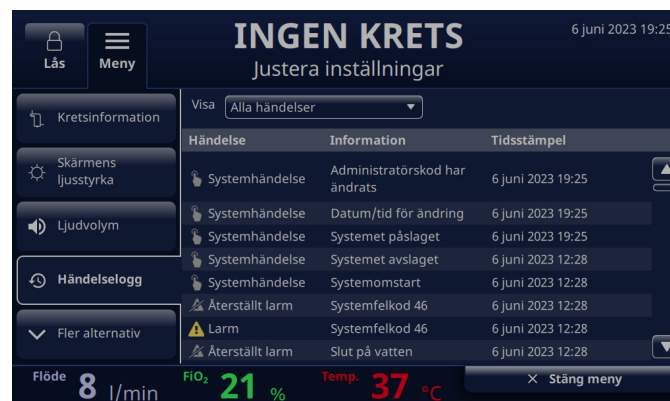 Lås
Meny
INGEN KRETS
Justera inställningar
6 juni 2023 19:25
Kretsinformation
Skärmens
ljusstyrka
Ljudvolym
Händelselogg
Fler alternativ
Visa Alla händelser
Händelse Information Tidsstämpel
Systemhändelse Administratörskod har
ändrats 6 juni 2023 19:25
Systemhändelse Datum/tid för ändring 6 juni 2023 19:25
Systemhändelse Systemet påslaget 6 juni 2023 19:25
Systemhändelse Systemet avslaget 6 juni 2023 12:28
Systemhändelse Systemomstart 6 juni 2023 12:28
Återställt larm Systemfelkod 46 6 juni 2023 12:28
Larm Systemfelkod 46 6 juni 2023 12:28
Återställt larm Slut på vatten 6 juni 2023 12:28
Flöde 8 l/min FiO₂ 21 % Temp. 37 °C × Stäng meny